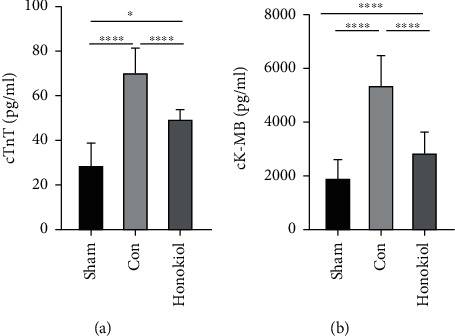 100
80
60
40
20
0
cTnT (pg/ml)
*
**** ****
Sham
Con
Honokiol
(a)
8000
6000
4000
2000
0
cK-MB (pg/ml)
****
**** ****
Sham
Con
Honokiol
(b)